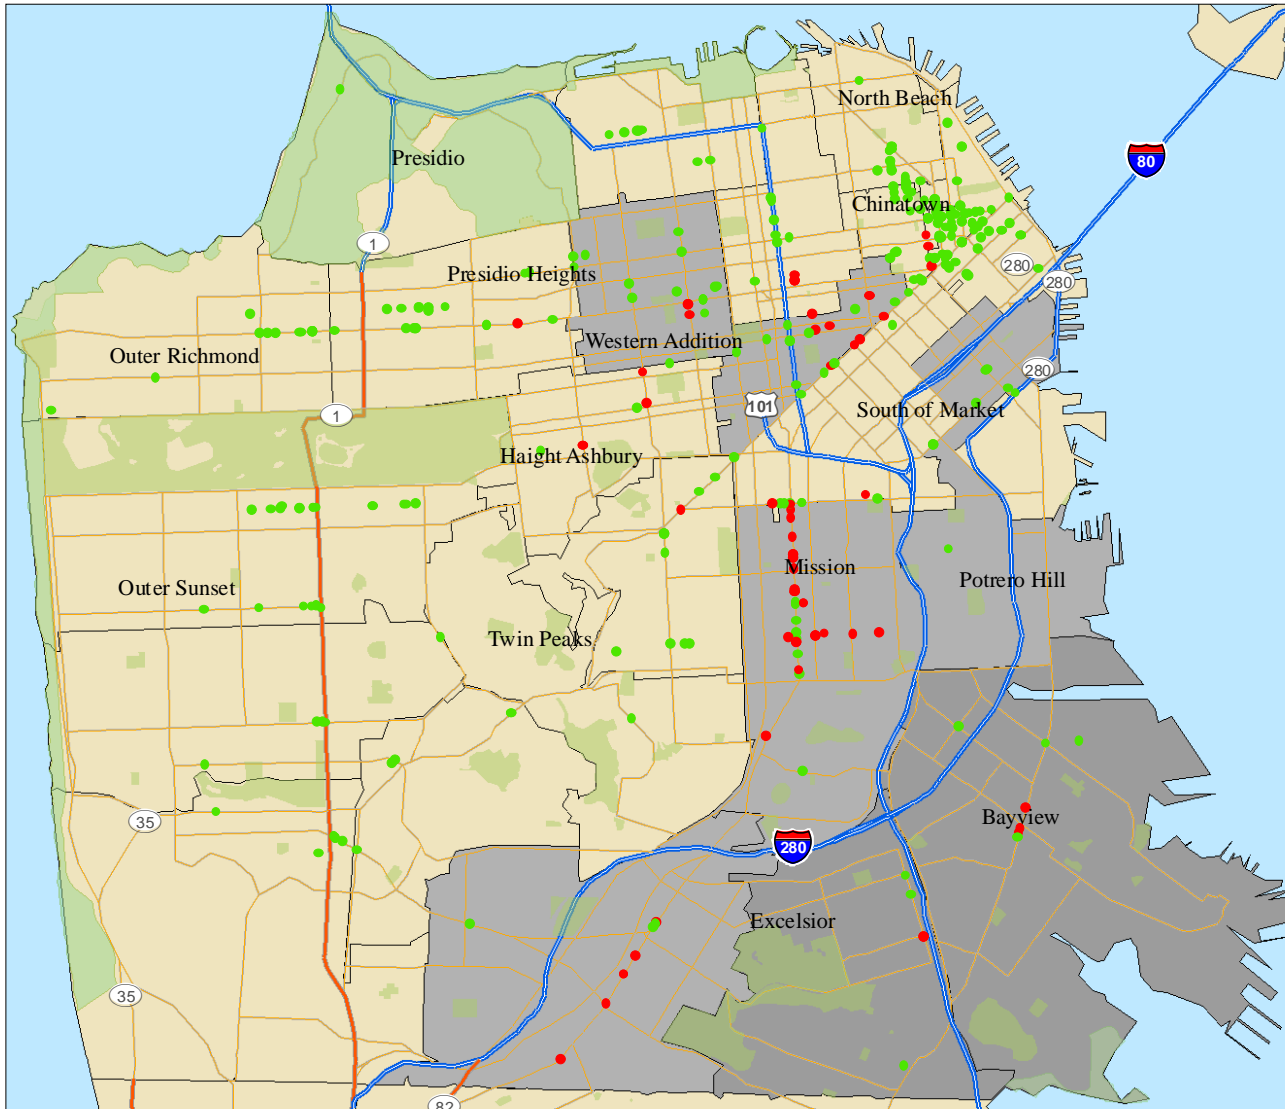 North Beach
80
Presidio
Chinatown
1
280
Presidio Heights
280
Western Addition
Outer Richmond
280
101
South of Market
1
Haight Ashbury
Mission
Potrero Hill
Outer Sunset
Twin Peaks
35
Bayview
280
Excelsior
35
82